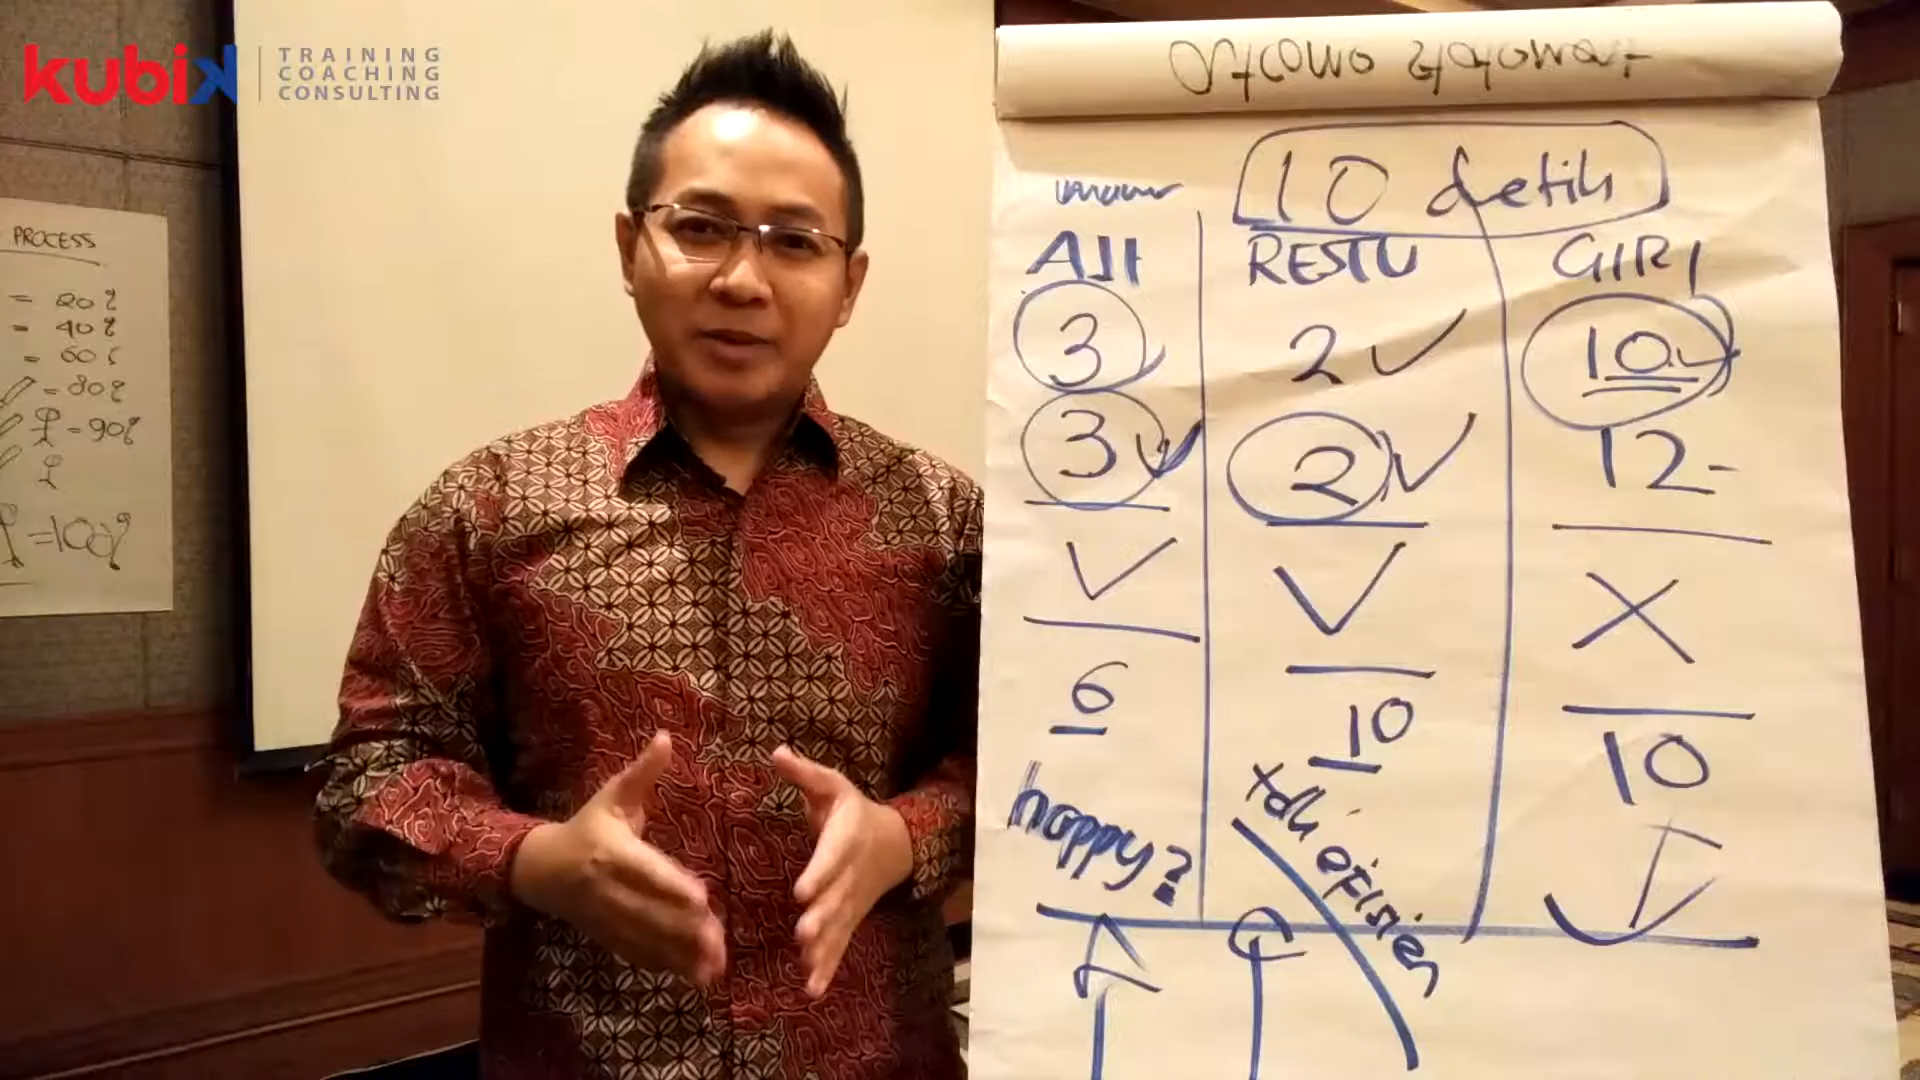 kubik
TRAINING
COACHING
CONSULTING
PROCESS
= 20%
= 40%
= 60%
= 80%
= 90%
= 100%
10 detik
AJI RESTU GIRI
3 2 10
3 2 12-
6 10 10
happy?
tdk efisien